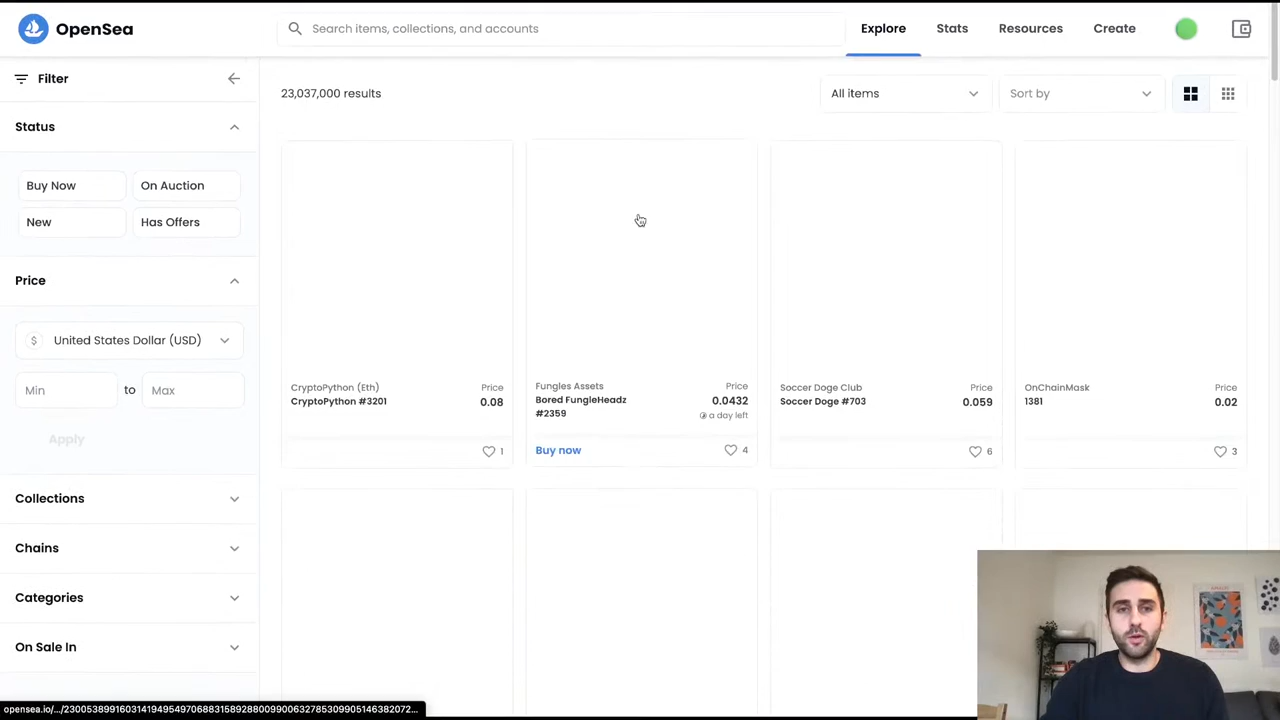 OpenSea
Search items, collections, and accounts
Explore
Stats
Resources
Create
Filter
23,037,000 results
All items
Sort by
Status
Buy Now
On Auction
New
Has Offers
Price
$ United States Dollar (USD)
Min
to
Max
Apply
Collections
Chains
Categories
On Sale In
CryptoPython (Eth)
Price
CryptoPython #3201
0.08
1
Fungles Assets
Price
Bored FungleHeadz
#2359
0.0432
a day left
Buy now
4
Soccer Doge Club
Price
Soccer Doge #703
0.059
6
OnChainMask
Price
1381
0.02
3
opensea.io/.../23005389916031419495497068831589288009900632785309905146382072...